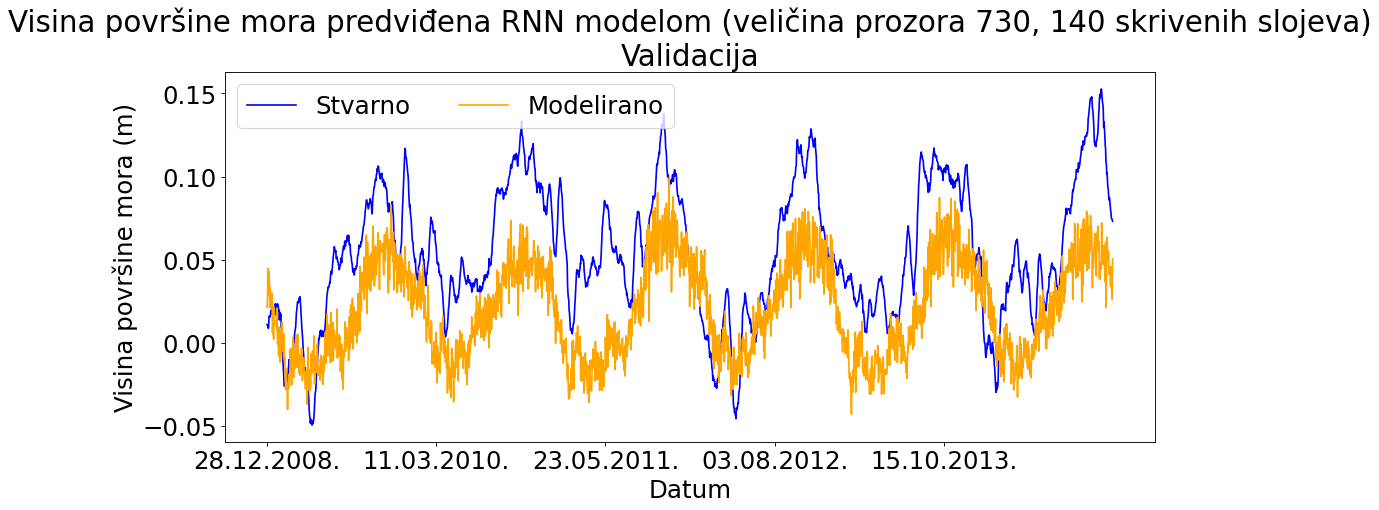 Visina površine mora predviđena RNN modelom (veličina prozora 730, 140 skrivenih slojeva)
Validacija
Stvarno Modelirano
Visina površine mora (m)
0.15
0.10
0.05
0.00
−0.05
28.12.2008. 11.03.2010. 23.05.2011. 03.08.2012. 15.10.2013.
Datum